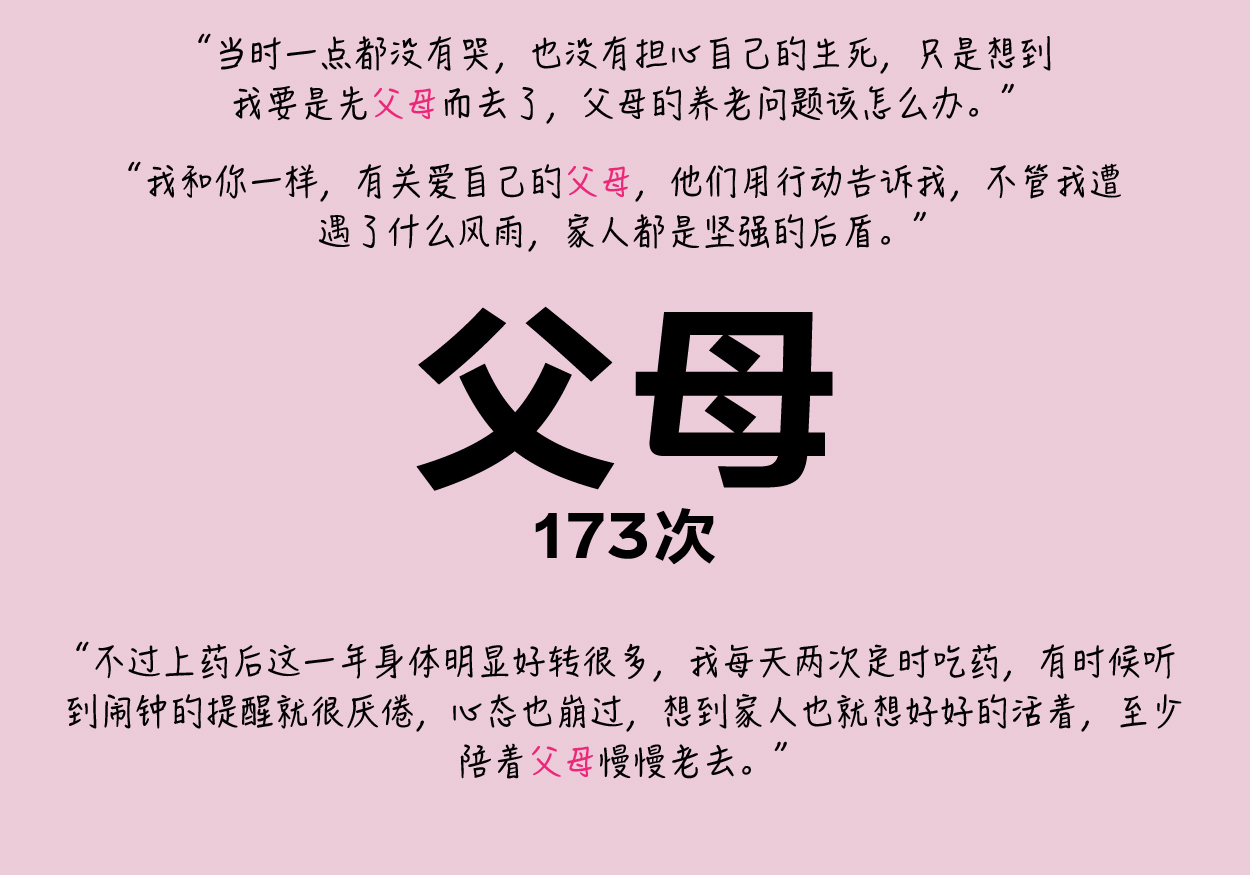 “当时一点都没有哭，也没有担心自己的生死，只是想到
我要是先父母而去了，父母的养老问题该怎么办。”
“我和你一样，有关爱自己的父母，他们用行动告诉我，不管我遭
遇了什么风雨，家人都是坚强的后盾。”
父母
173次
“不过上药后这一年身体明显好转很多，我每天两次定时吃药，有时候听
到闹钟的提醒就很厌倦，心态也崩过，想到家人也就想好好的活着，至少
陪着父母慢慢老去。”